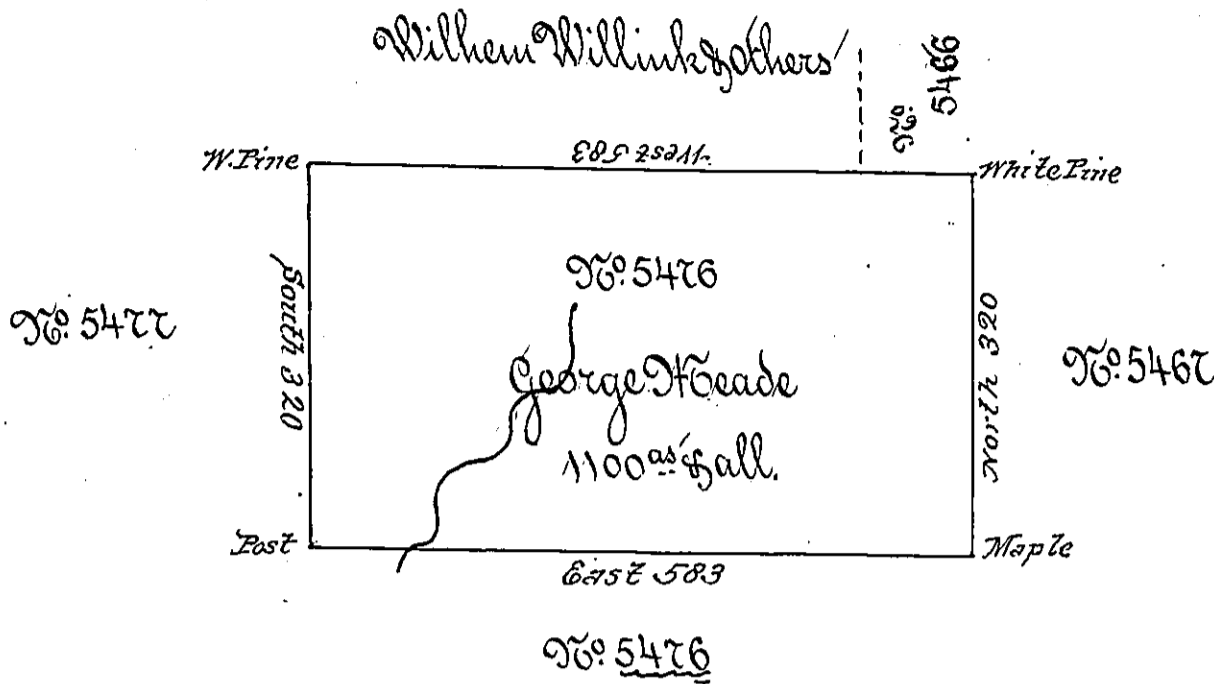 Wilhem Willink & others'
No. 5466
W. Pine
West 583
White Pine
No. 5476
South 320
No. 5477
George Meade
North 320
No. 5467
1100 as & all.
Post
East 583
Maple
No. 5476